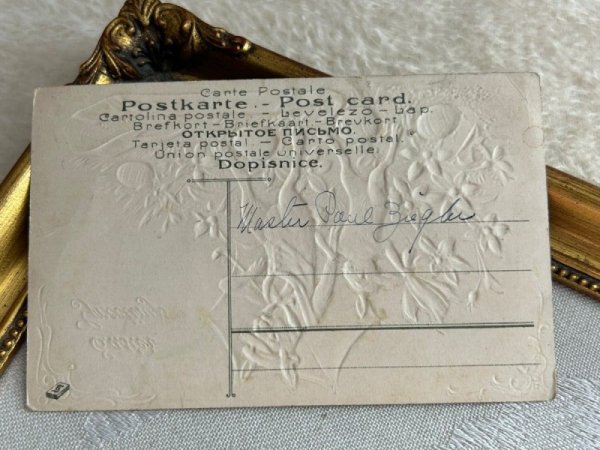 Carte Postale
Postkarte. - Post card.
Cartolina postale. - Levelezö - Lap.
Brefkort - Briefkaart - Brevkort
ОТКРЫТОЕ ПИСЬМО.
Tarjeta postal. - Carto postal.
Union postale universelle.
Dopisnice.
Master Paul Ziegler